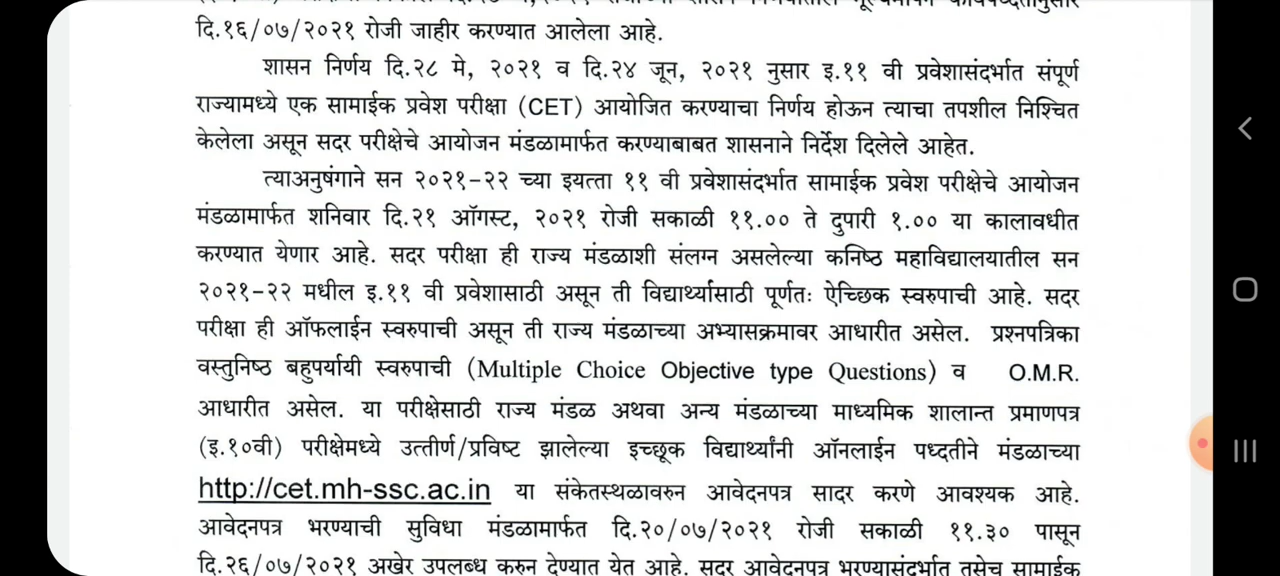 दि.१६/०७/२०२१ रोजी जाहीर करण्यात आलेला आहे.
शासन निर्णय दि.२८ मे, २०२१ व दि.२४ जून, २०२१ नुसार इ.११ वी प्रवेशासंदर्भात संपूर्ण
राज्यामध्ये एक सामाईक प्रवेश परीक्षा (CET) आयोजित करण्याचा निर्णय होऊन त्याचा तपशील निश्चित
केलेला असून सदर परीक्षेचे आयोजन मंडळामार्फत करण्याबाबत शासनाने निर्देश दिलेले आहेत.
त्याअनुषंगाने सन २०२१-२२ च्या इयत्ता ११ वी प्रवेशासंदर्भात सामाईक प्रवेश परीक्षेचे आयोजन
मंडळामार्फत शनिवार दि.२१ ऑगस्ट, २०२१ रोजी सकाळी ११.०० ते दुपारी १.०० या कालावधीत
करण्यात येणार आहे. सदर परीक्षा ही राज्य मंडळाशी संलग्न असलेल्या कनिष्ठ महाविद्यालयातील सन
२०२१-२२ मधील इ.११ वी प्रवेशासाठी असून ती विद्यार्थ्यासाठी पूर्णतः ऐच्छिक स्वरुपाची आहे. सदर
परीक्षा ही ऑफलाईन स्वरुपाची असून ती राज्य मंडळाच्या अभ्यासक्रमावर आधारीत असेल. प्रश्नपत्रिका
वस्तुनिष्ठ बहुपर्यायी स्वरुपाची (Multiple Choice Objective type Questions) व O.M.R.
आधारीत असेल. या परीक्षेसाठी राज्य मंडळ अथवा अन्य मंडळाच्या माध्यमिक शालान्त प्रमाणपत्र
(इ.१०वी) परीक्षेमध्ये उत्तीर्ण/प्रविष्ट झालेल्या इच्छूक विद्यार्थ्यांनी ऑनलाईन पध्दतीने मंडळाच्या
http://cet.mh-ssc.ac.in या संकेतस्थळावरुन आवेदनपत्र सादर करणे आवश्यक आहे.
आवेदनपत्र भरण्याची सुविधा मंडळामार्फत दि.२०/०७/२०२१ रोजी सकाळी ११.३० पासून
दि.२६/०७/२०२१ अखेर उपलब्ध करुन देण्यात येत आहे. सदर आवेदनपत्र भरण्यासंदर्भात तसेच सामाईक